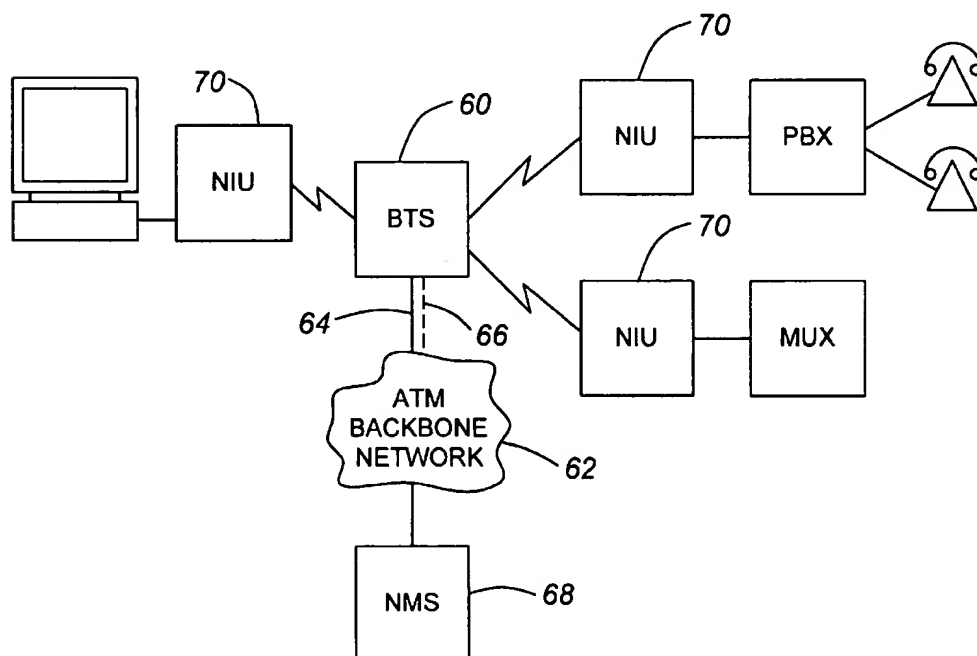 70
70
60
NIU
NIU
PBX
BTS
70
64
66
NIU
MUX
ATM
BACKBONE
NETWORK
62
NMS
68